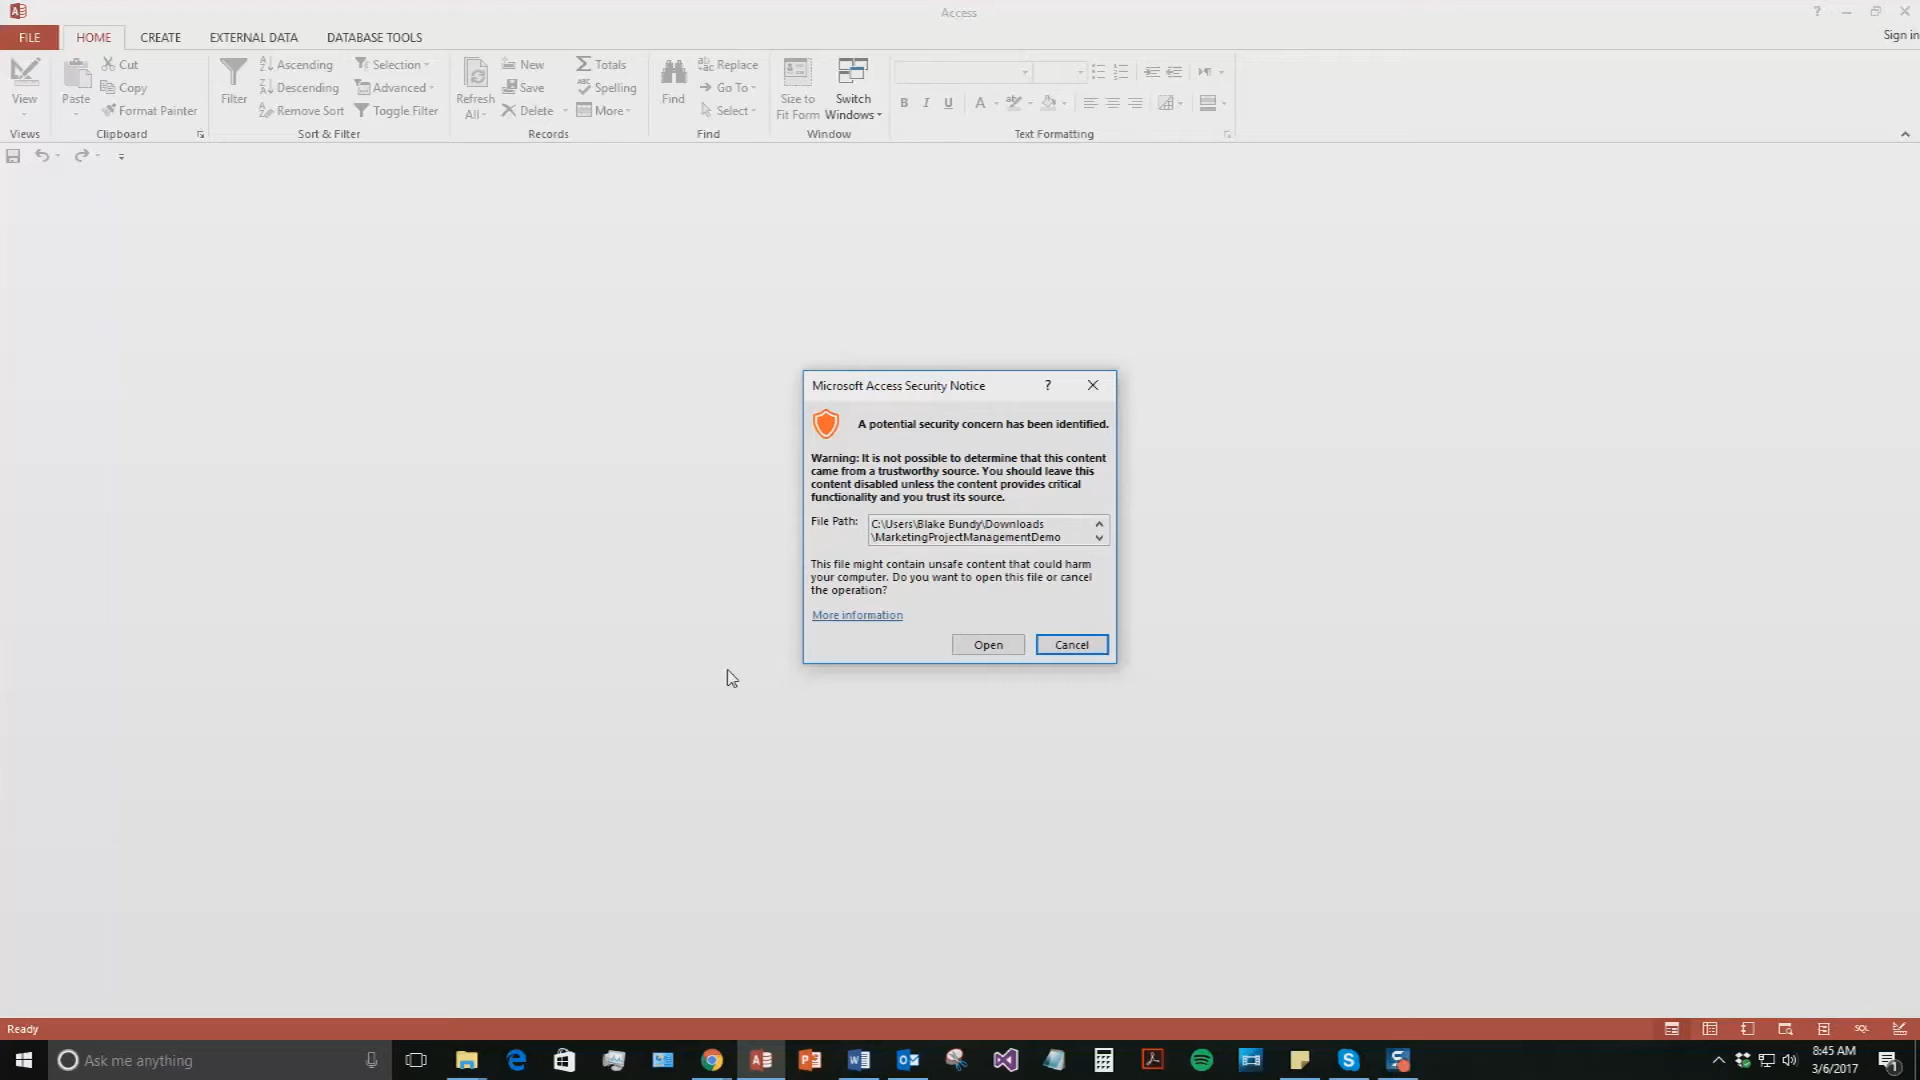 Access
FILE HOME CREATE EXTERNAL DATA DATABASE TOOLS
Sign in
View
Views
Paste
Cut
Copy
Format Painter
Clipboard
Filter
Ascending
Descending
Remove Sort
Selection
Advanced
Toggle Filter
Sort & Filter
Refresh
All
New
Save
Delete
Totals
Spelling
More
Records
Find
Replace
Go To
Select
Find
Size to
Fit Form
Switch
Windows
Window
B I U A
Text Formatting
Microsoft Access Security Notice ?
A potential security concern has been identified.
Warning: It is not possible to determine that this content
came from a trustworthy source. You should leave this
content disabled unless the content provides critical
functionality and you trust its source.
File Path:
C:\Users\Blake Bundy\Downloads
\MarketingProjectManagementDemo
This file might contain unsafe content that could harm
your computer. Do you want to open this file or cancel
the operation?
More information
Open Cancel
Ready
SQL
Ask me anything
8:45 AM
3/6/2017